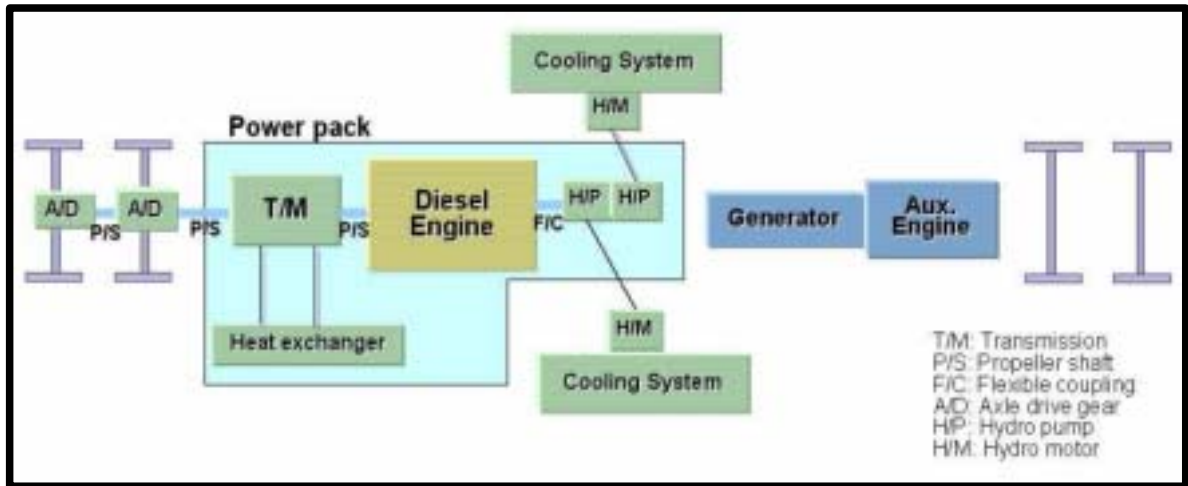 Cooling System
H/M
Power pack
A/D
A/D
T/M
Diesel
Engine
H/P
H/P
P/S
P/S
P/S
F/C
Generator
Aux.
Engine
Heat exchanger
H/M
Cooling System
T/M: Transmission
P/S: Propeller shaft
F/C: Flexible coupling
A/D: Axle drive gear
H/P: Hydro pump
H/M: Hydro motor